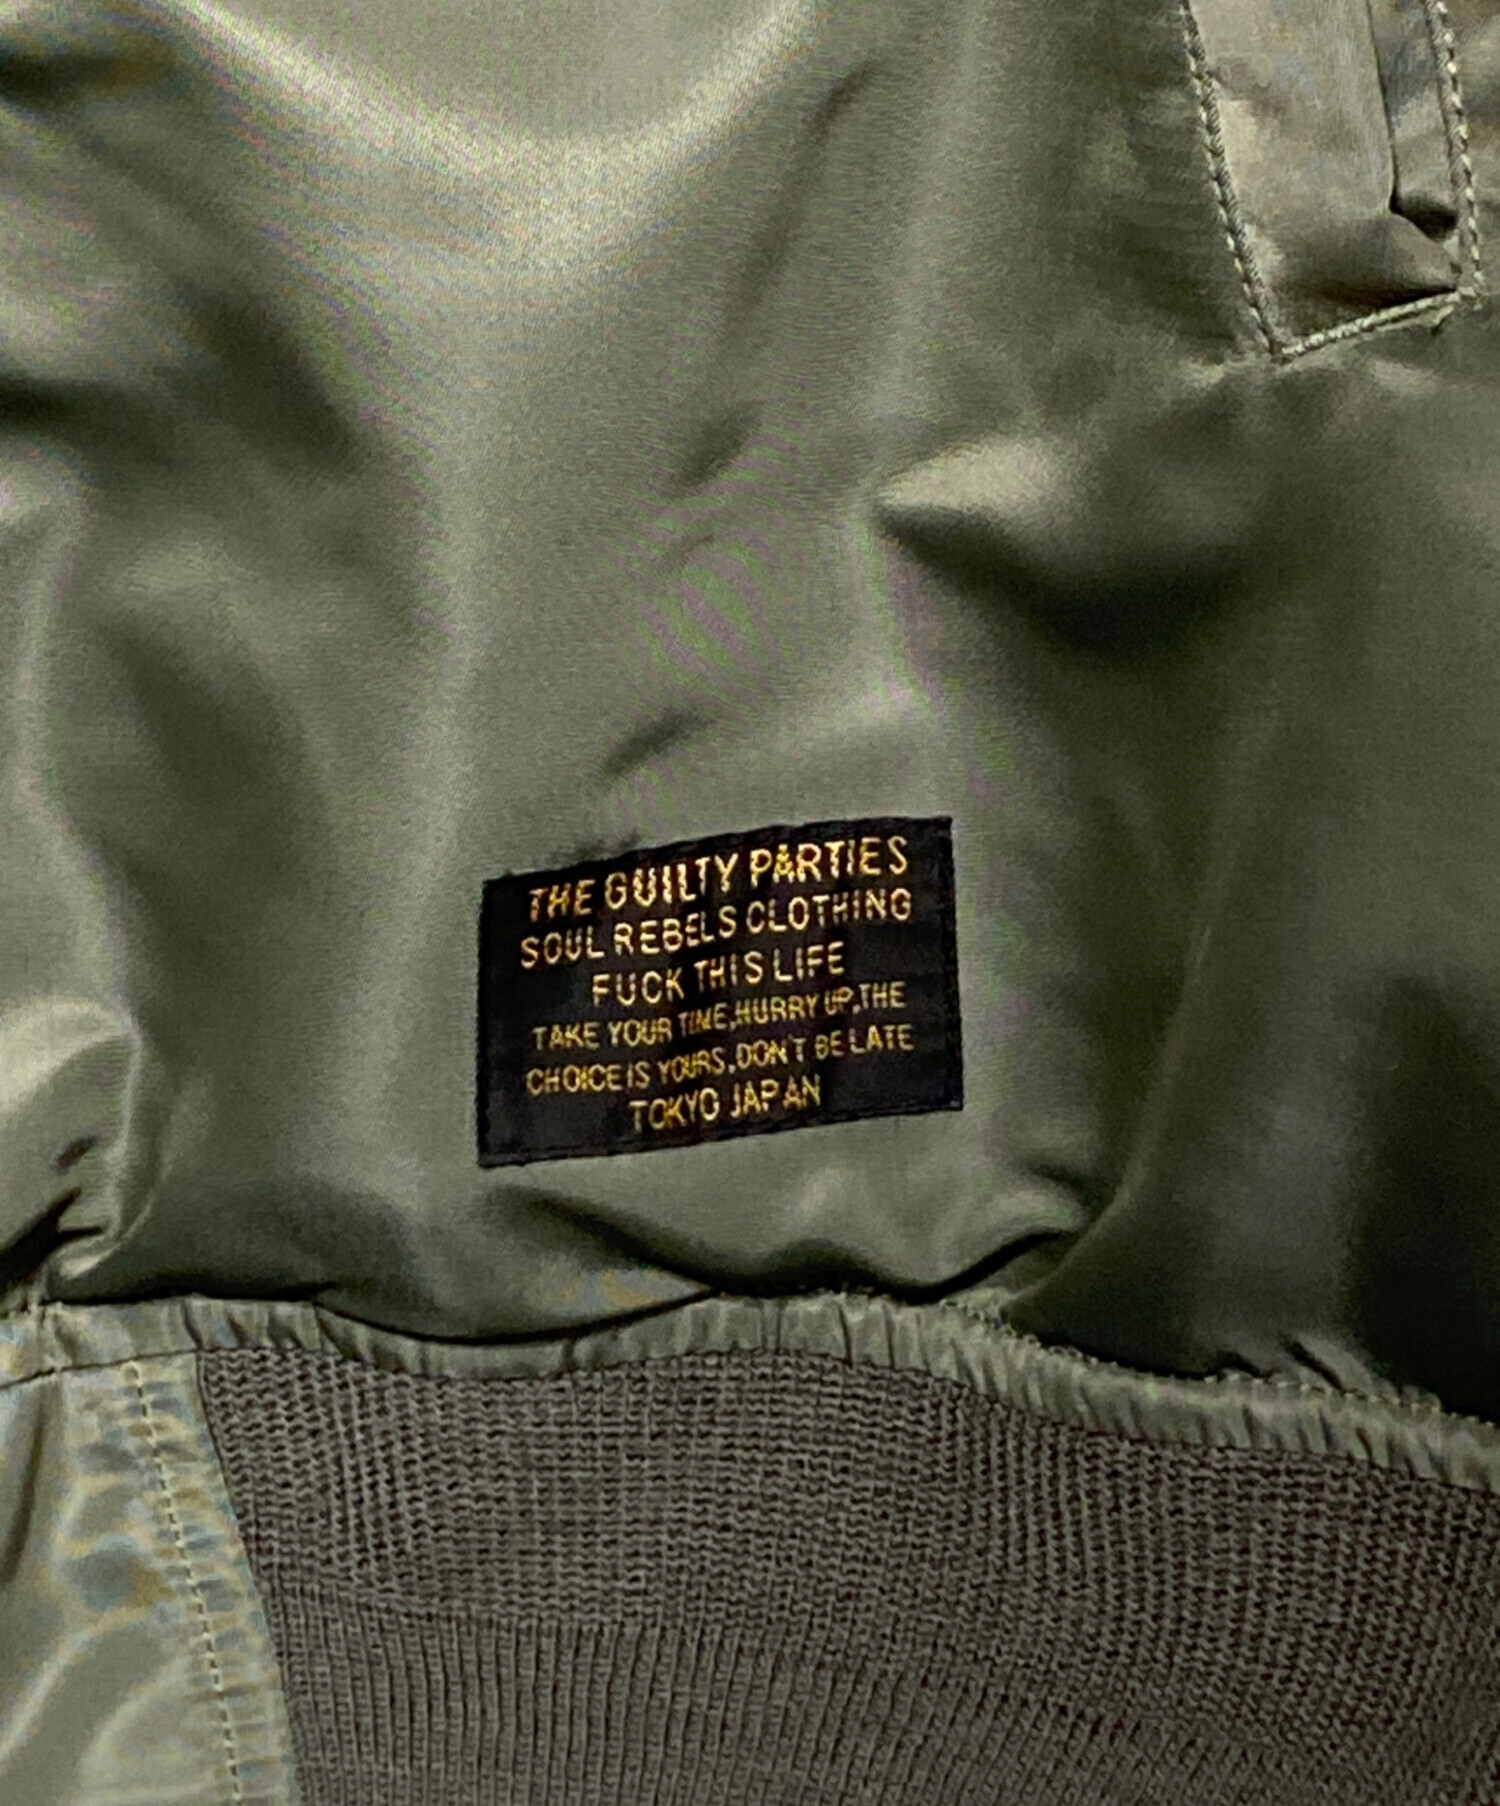 THE GUILTY PARTIES
SOUL REBELS CLOTHING
FUCK THIS LIFE
TAKE YOUR TIME,HURRY UP,THE
CHOICE IS YOURS,DON'T BE LATE
TOKYO JAPAN